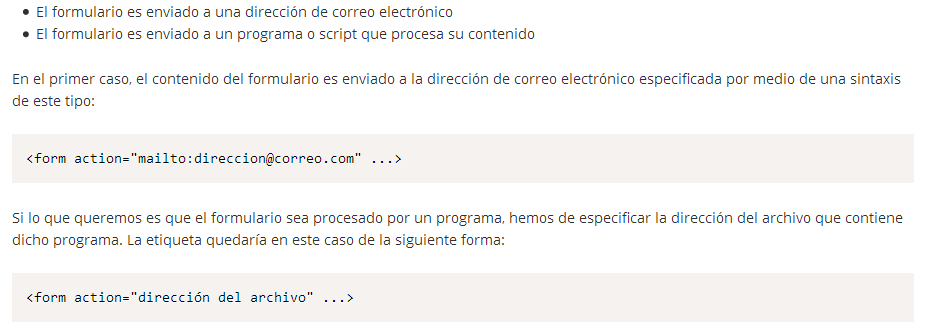 El formulario es enviado a una dirección de correo electrónico
El formulario es enviado a un programa o script que procesa su contenido
En el primer caso, el contenido del formulario es enviado a la dirección de correo electrónico especificada por medio de una sintaxis
de este tipo:
<form action="mailto:direccion@correo.com" ...>
Si lo que queremos es que el formulario sea procesado por un programa, hemos de especificar la dirección del archivo que contiene
dicho programa. La etiqueta quedaría en este caso de la siguiente forma:
<form action="dirección del archivo" ...>